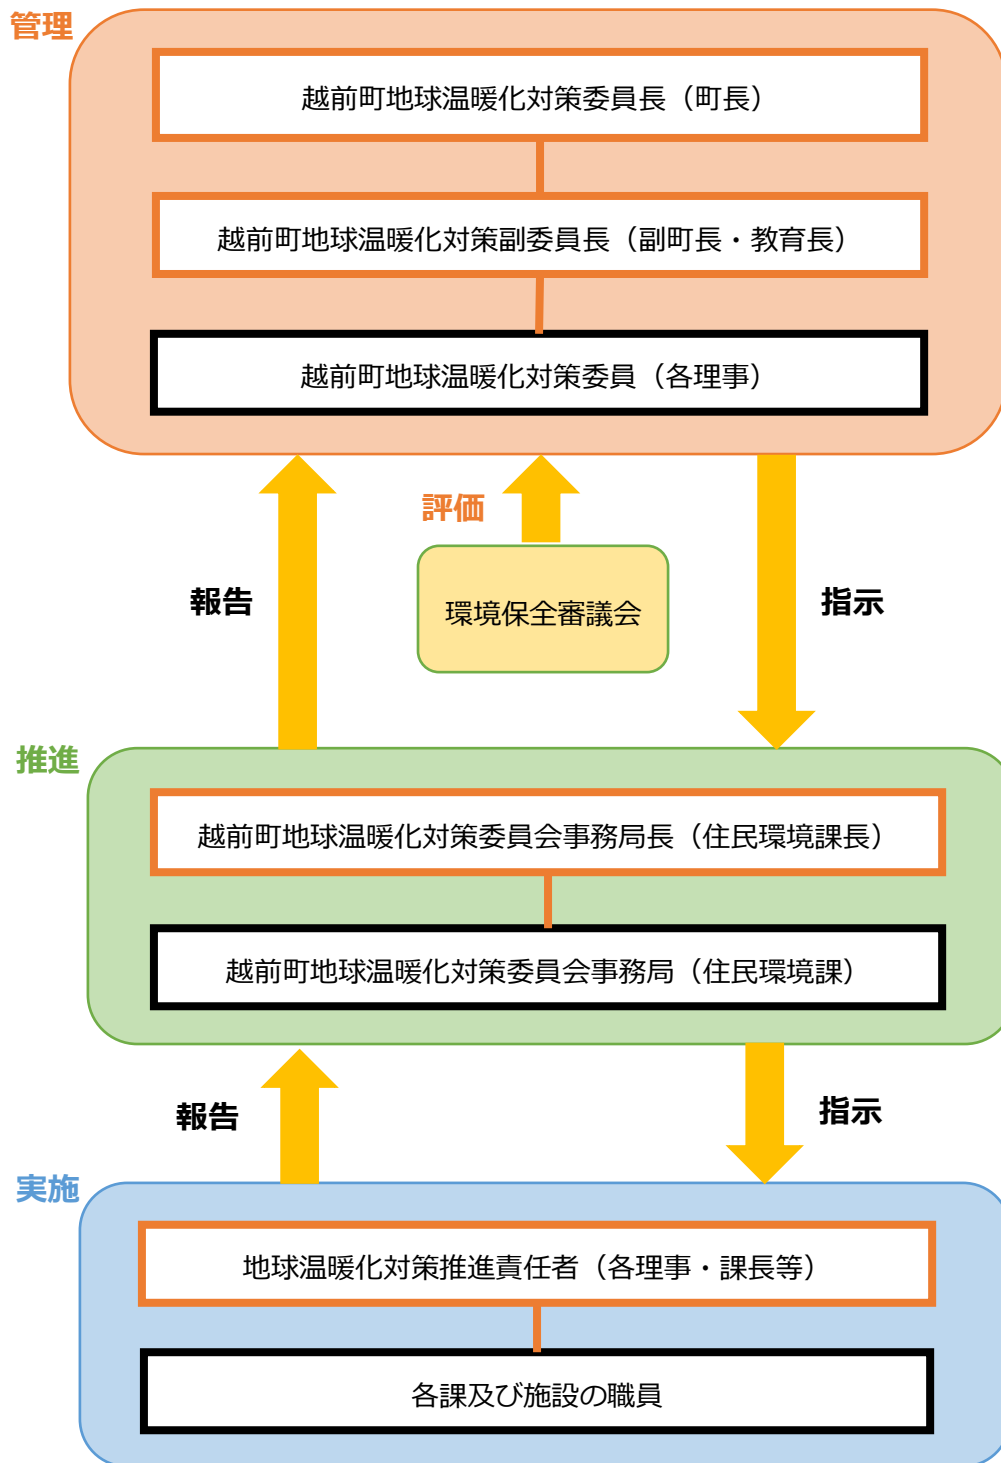 管理
越前町地球温暖化対策委員長（町長）
越前町地球温暖化対策副委員長（副町長・教育長）
越前町地球温暖化対策委員（各理事）
評価
報告
環境保全審議会
指示
推進
越前町地球温暖化対策委員会事務局長（住民環境課長）
越前町地球温暖化対策委員会事務局（住民環境課）
報告
指示
実施
地球温暖化対策推進責任者（各理事・課長等）
各課及び施設の職員